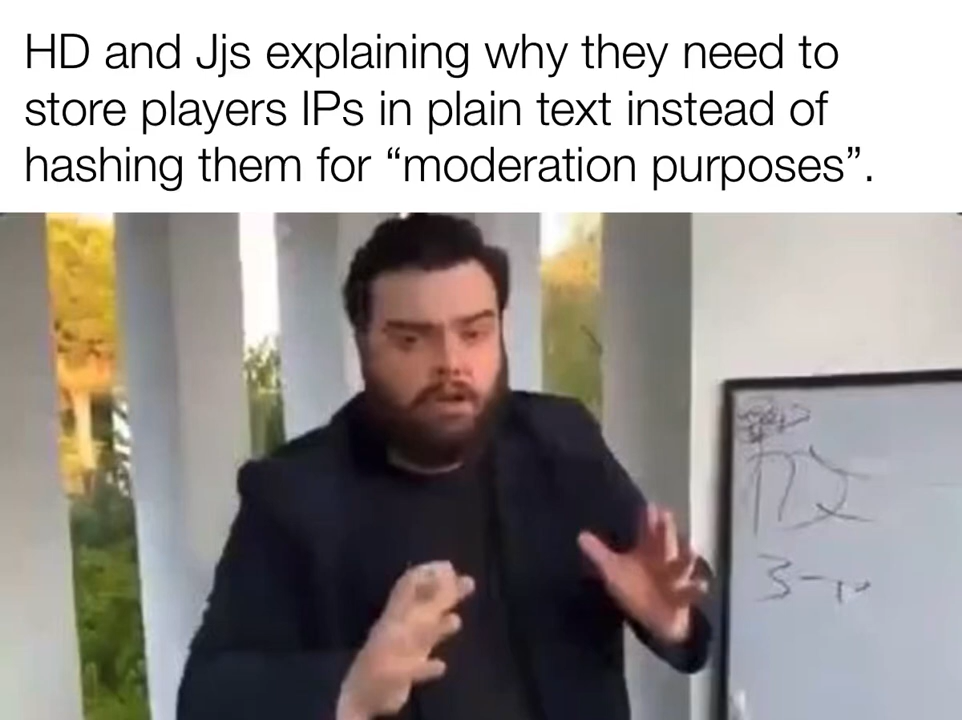 HD and Jjs explaining why they need to
store players IPs in plain text instead of
hashing them for “moderation purposes”.